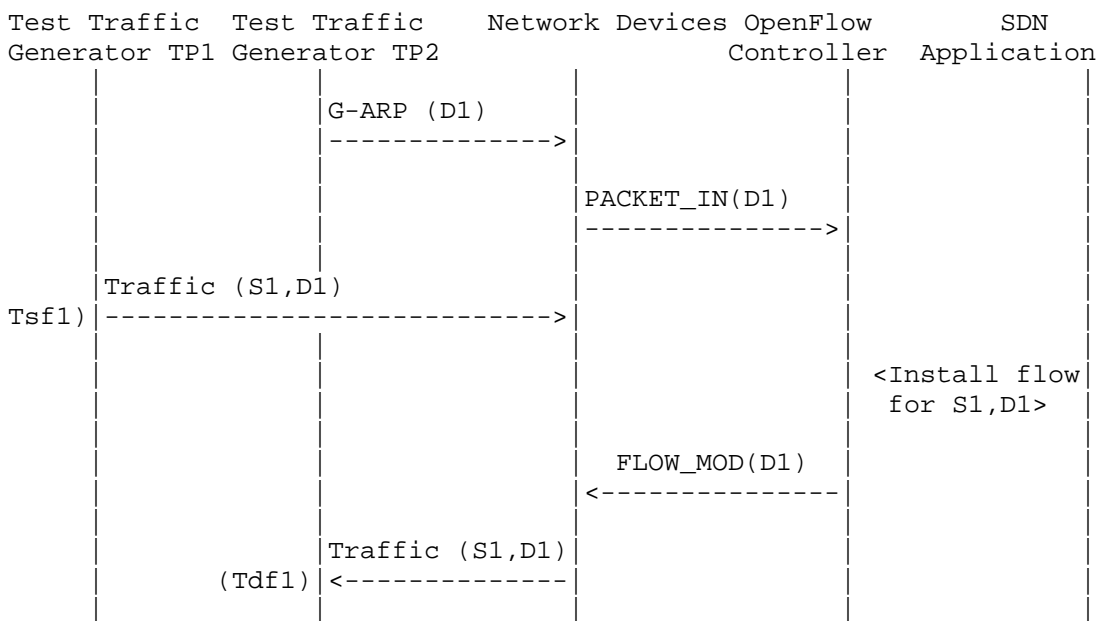 Test Traffic Test Traffic Network Devices OpenFlow SDN
Generator TP1 Generator TP2 Controller Application
G-ARP (D1)
PACKET_IN(D1)
Traffic (S1,D1)
Tsf1)
<Install flow
for S1,D1>
FLOW_MOD(D1)
Traffic (S1,D1)
(Tdf1)